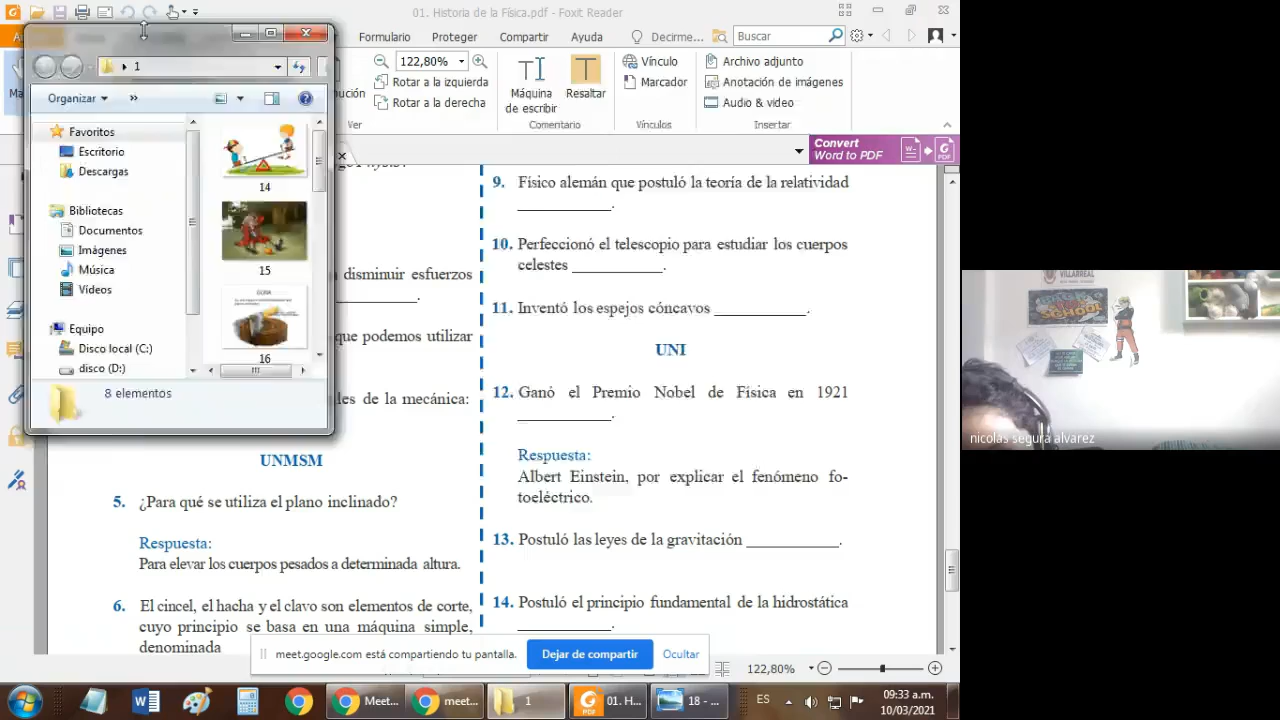 01. Historia de la Física.pdf - Foxit Reader
Formulario
Proteger
Compartir
Ayuda
Decirme...
Buscar
1
122,80%
Rotar a la izquierda
Rotar a la derecha
Ver
Máquina
de escribir
Resaltar
Comentario
Vínculo
Marcador
Vínculos
Archivo adjunto
Anotación de imágenes
Audio & video
Insertar
Convert
Word to PDF
Organizar
Favoritos
Escritorio
Descargas
Bibliotecas
Documentos
Imágenes
Música
Vídeos
Equipo
Disco local (C:)
disco (D:)
14
15
16
8 elementos
disminuir esfuerzos
que podemos utilizar
les de la mecánica:
UNMSM
5. ¿Para qué se utiliza el plano inclinado?
Respuesta:
Para elevar los cuerpos pesados a determinada altura.
6. El cincel, el hacha y el clavo son elementos de corte,
cuyo principio se basa en una máquina simple,
denominada
9. Físico alemán que postuló la teoría de la relatividad
____________.
10. Perfeccionó el telescopio para estudiar los cuerpos
celestes ____________.
11. Inventó los espejos cóncavos ____________.
UNI
12. Ganó el Premio Nobel de Física en 1921
____________.
Respuesta:
Albert Einstein, por explicar el fenómeno fo-
toeléctrico.
13. Postuló las leyes de la gravitación ____________.
14. Postuló el principio fundamental de la hidrostática
____________.
meet.google.com está compartiendo tu pantalla.
Dejar de compartir
Ocultar
122,80%
VILLARREAL
SCHOOL
nicolas segura alvarez
Meet...
meet...
1
01. H...
18 - ...
ES
09:33 a.m.
10/03/2021